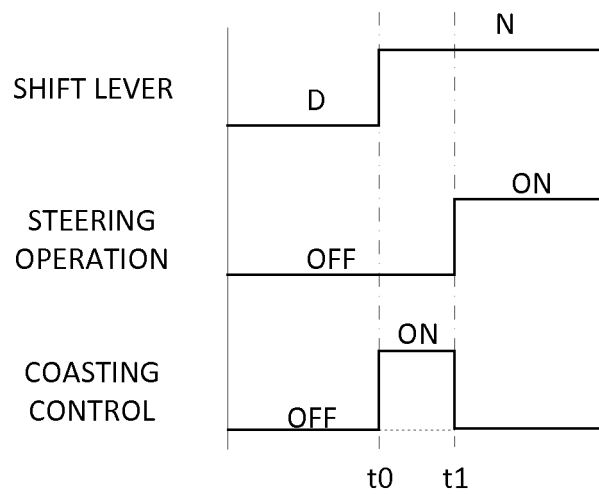 N
SHIFT LEVER
D
ON
STEERING
OPERATION
OFF
ON
COASTING
CONTROL
OFF
t0 t1